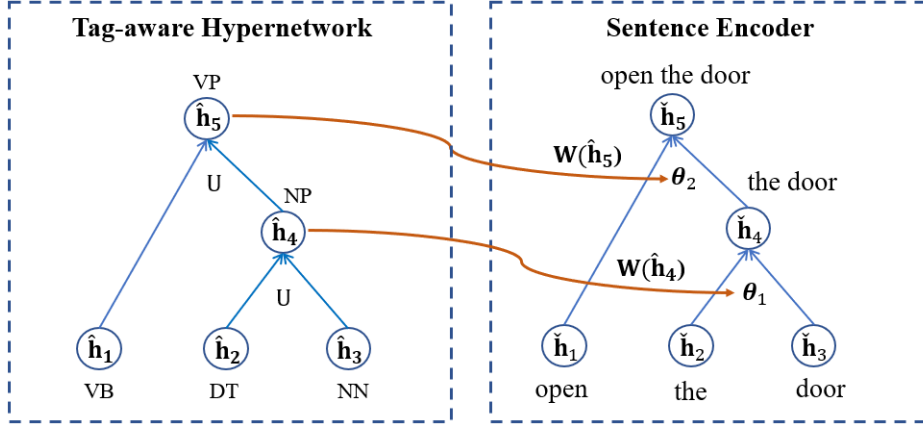 Tag-aware Hypernetwork
VP
ĥ₅
U
NP
ĥ₄
U
ĥ₁
ĥ₂
ĥ₃
VB
DT
NN
Sentence Encoder
open the door
ȟ₅
W(ĥ₅)
θ₂
the door
ȟ₄
W(ĥ₄)
θ₁
ȟ₁
ȟ₂
ȟ₃
open
the
door